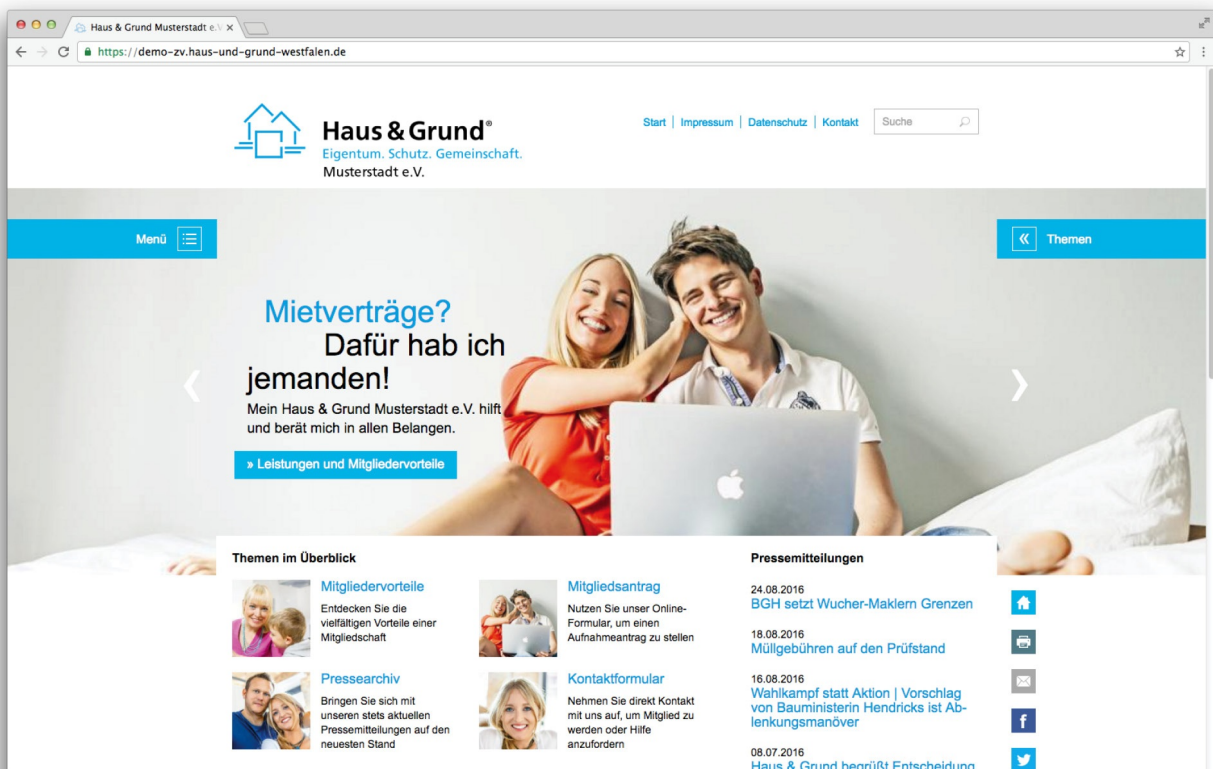 Haus & Grund Musterstadt e.V
https://demo-zv.haus-und-grund-westfalen.de
Haus & Grund®
Eigentum. Schutz. Gemeinschaft.
Musterstadt e.V.
Start | Impressum | Datenschutz | Kontakt
Suche
Menü
Themen
Mietverträge?
Dafür hab ich
jemanden!
Mein Haus & Grund Musterstadt e.V. hilft
und berät mich in allen Belangen.
» Leistungen und Mitgliedervorteile
Themen im Überblick
Mitgliedervorteile
Entdecken Sie die
vielfältigen Vorteile einer
Mitgliedschaft
Mitgliedsantrag
Nutzen Sie unser Online-
Formular, um einen
Aufnahmeantrag zu stellen
Pressearchiv
Bringen Sie sich mit
unseren stets aktuellen
Pressemitteilungen auf den
neuesten Stand
Kontaktformular
Nehmen Sie direkt Kontakt
mit uns auf, um Mitglied zu
werden oder Hilfe
anzufordern
Pressemitteilungen
24.08.2016
BGH setzt Wucher-Maklern Grenzen
18.08.2016
Müllgebühren auf den Prüfstand
16.08.2016
Wahlkampf statt Aktion | Vorschlag
von Bauministerin Hendricks ist Ab-
lenkungsmanöver
08.07.2016
Haus & Grund begrüßt Entscheidung